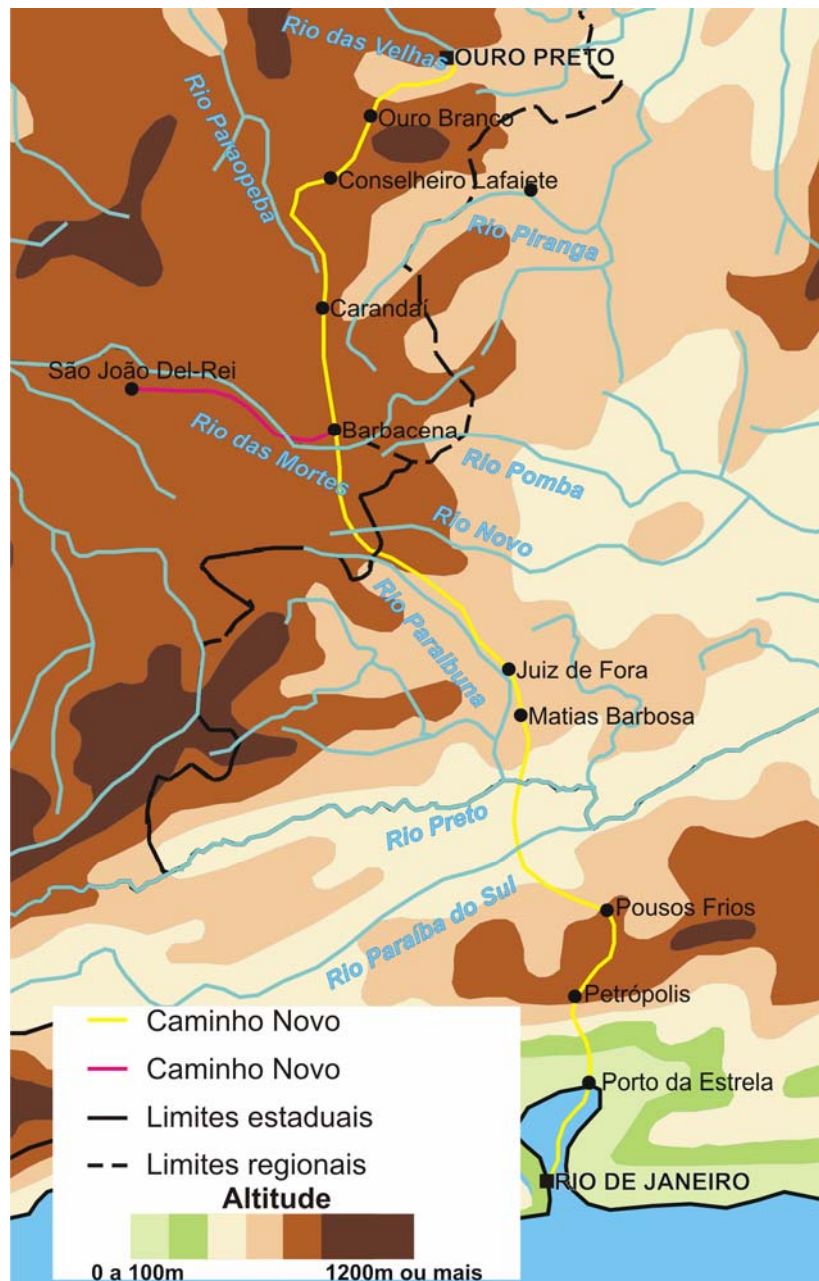 Rio das Velhas
OURO PRETO
Rio Paraopeba
Ouro Branco
Conselheiro Lafaiete
Rio Piranga
Carandaí
São João Del-Rei
Rio das Mortes
Barbacena
Rio Pomba
Rio Novo
Rio Paraibuna
Juiz de Fora
Matias Barbosa
Rio Preto
Rio Paraíba do Sul
Pousos Frios
Petrópolis
Porto da Estrela
RIO DE JANEIRO
Caminho Novo
Caminho Novo
Limites estaduais
Limites regionais
Altitude
0 a 100m 1200m ou mais